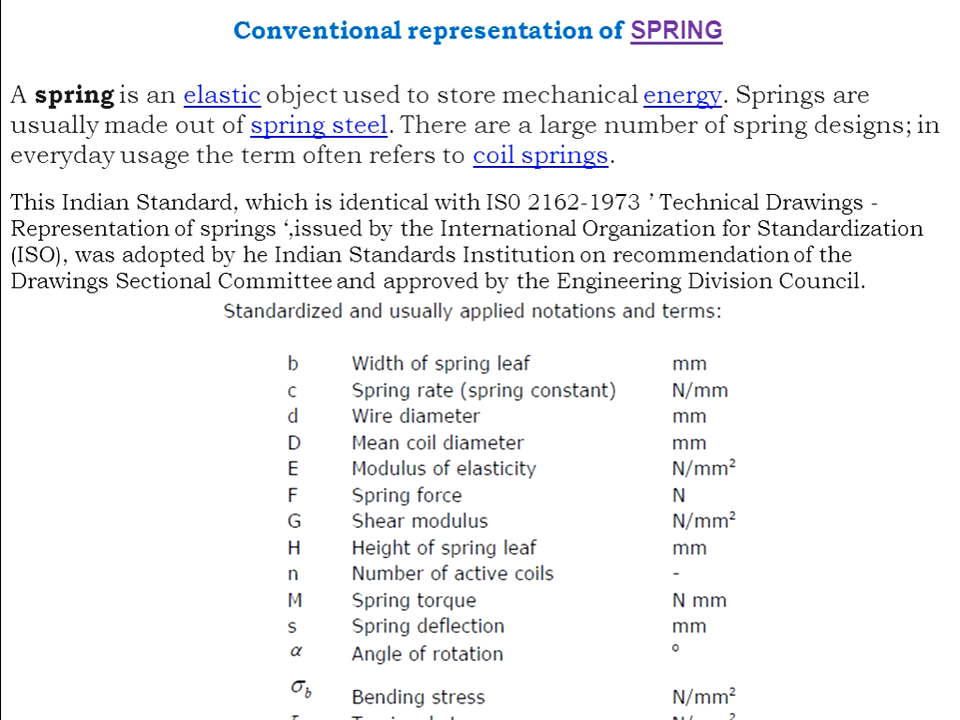 Conventional representation of SPRING
A spring is an elastic object used to store mechanical energy. Springs are
usually made out of spring steel. There are a large number of spring designs; in
everyday usage the term often refers to coil springs.
This Indian Standard, which is identical with IS0 2162-1973 ’ Technical Drawings -
Representation of springs ‘,issued by the International Organization for Standardization
(ISO), was adopted by he Indian Standards Institution on recommendation of the
Drawings Sectional Committee and approved by the Engineering Division Council.
Standardized and usually applied notations and terms:
b Width of spring leaf mm
c Spring rate (spring constant) N/mm
d Wire diameter mm
D Mean coil diameter mm
E Modulus of elasticity N/mm²
F Spring force N
G Shear modulus N/mm²
H Height of spring leaf mm
n Number of active coils -
M Spring torque N mm
s Spring deflection mm
α Angle of rotation °
σb Bending stress N/mm²